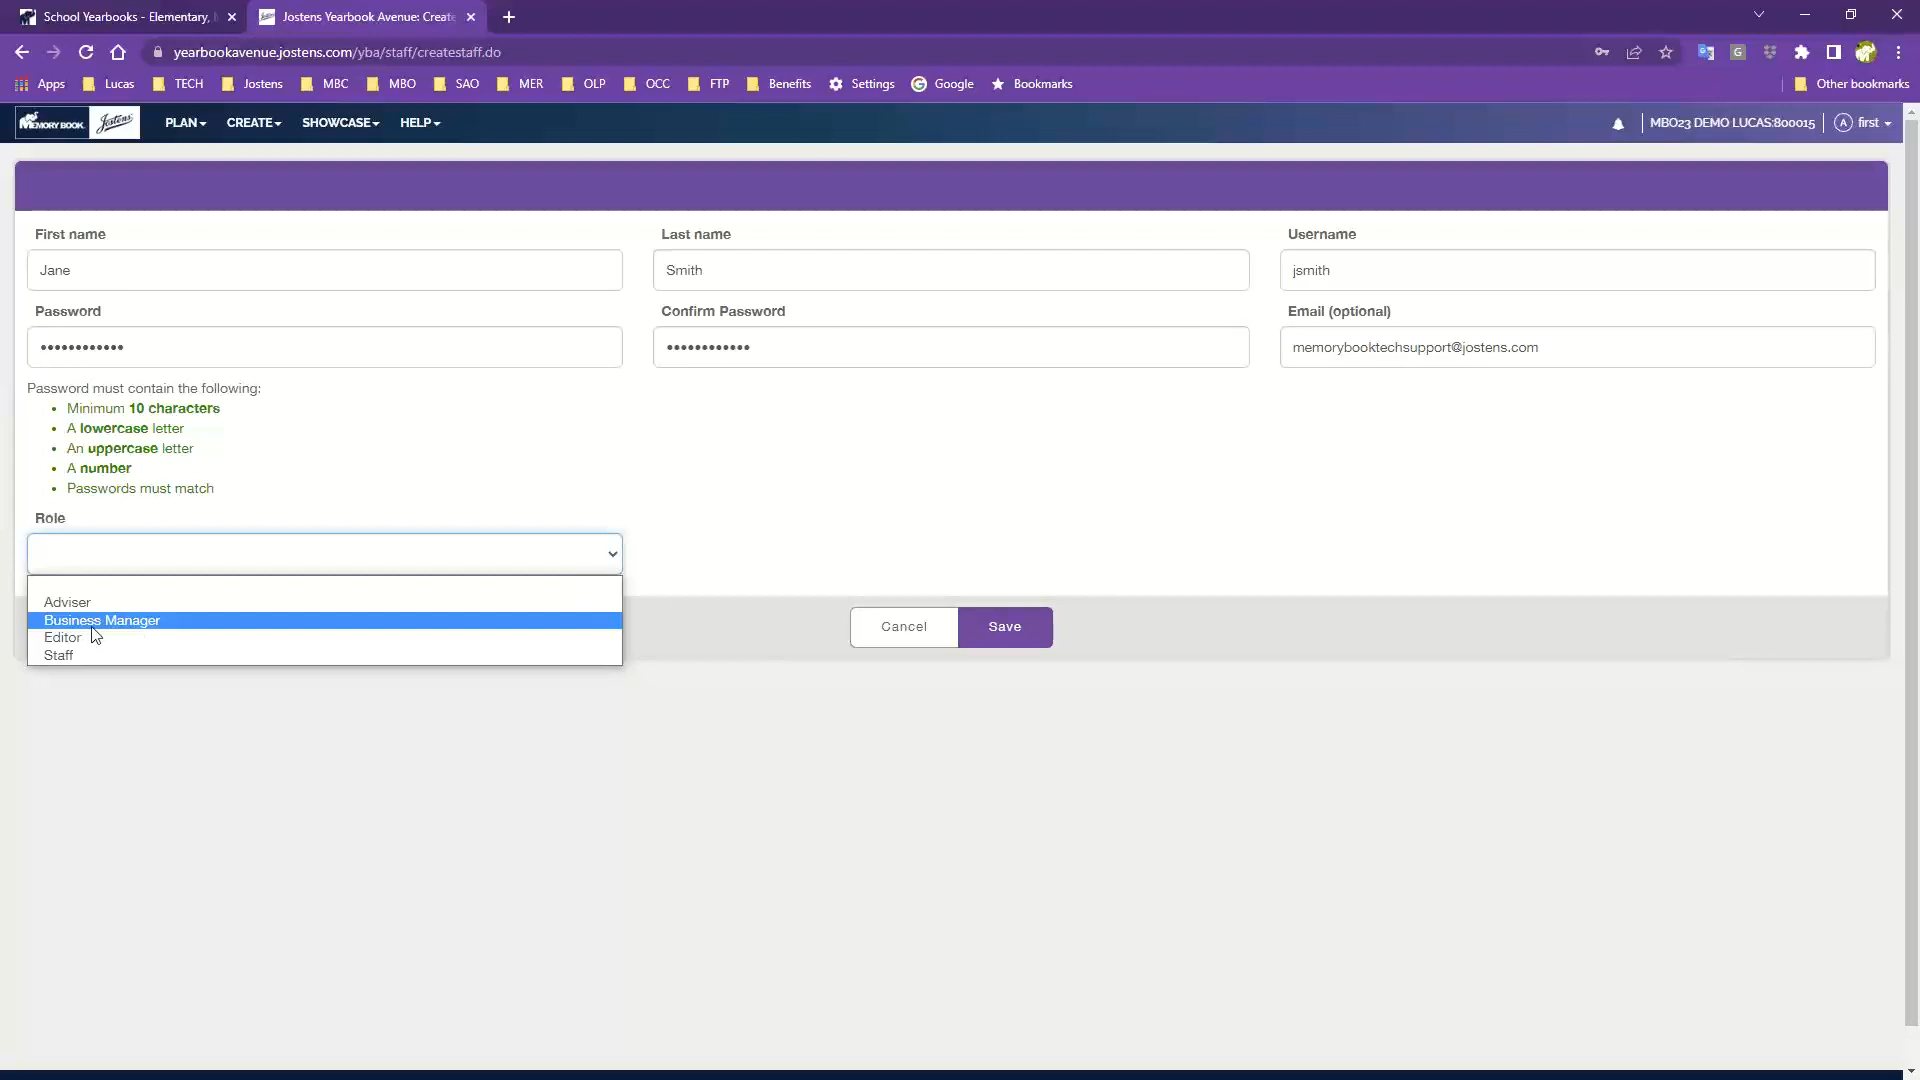 School Yearbooks - Elementary,
Jostens Yearbook Avenue: Create
yearbookavenue.jostens.com/yba/staff/createstaff.do
Apps Lucas TECH Jostens MBC MBO SAO MER OLP OCC FTP Benefits Settings Google Bookmarks Other bookmarks
MEMORY BOOK Jostens PLAN CREATE SHOWCASE HELP MBO23 DEMO LUCAS:800015 A first
First name Last name Username
Jane Smith jsmith
Password Confirm Password Email (optional)
•••••••••••• •••••••••••• memorybooktechsupport@jostens.com
Password must contain the following:
• Minimum 10 characters
• A lowercase letter
• An uppercase letter
• A number
• Passwords must match
Role
Adviser
Business Manager
Editor
Staff
Cancel Save